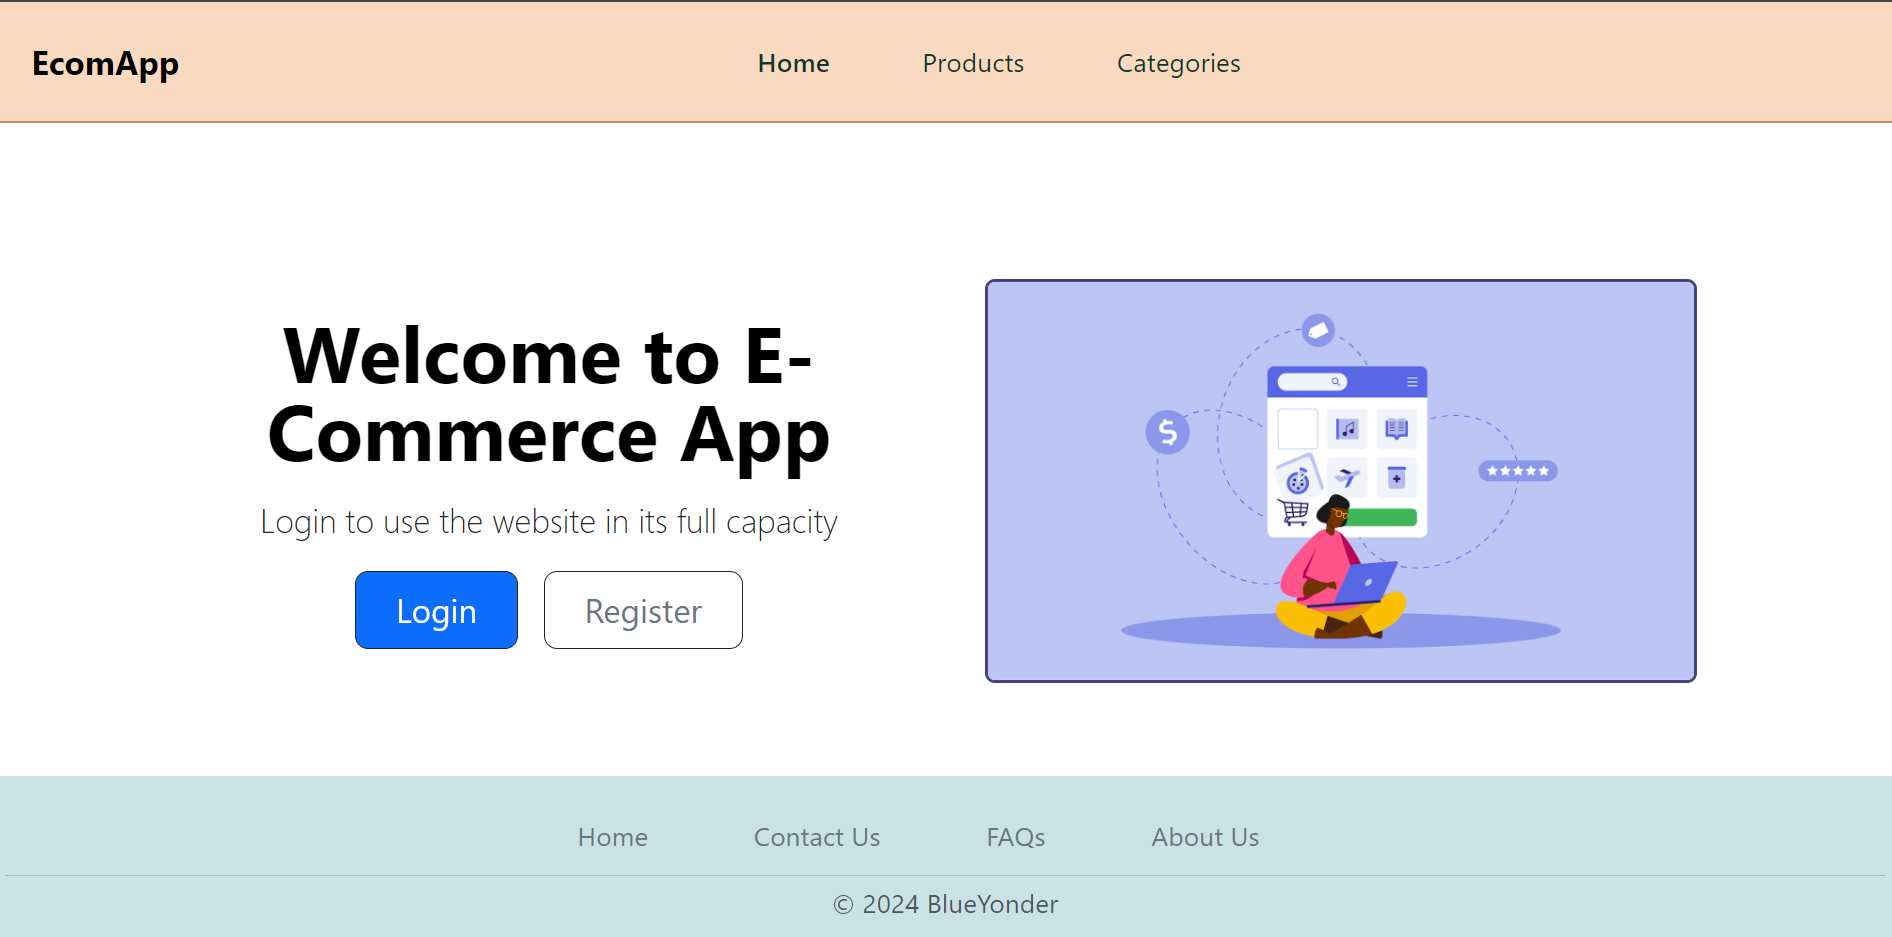 EcomApp
Home
Products
Categories
Welcome to E-
Commerce App
Login to use the website in its full capacity
Login
Register
$
Home
Contact Us
FAQs
About Us
© 2024 BlueYonder